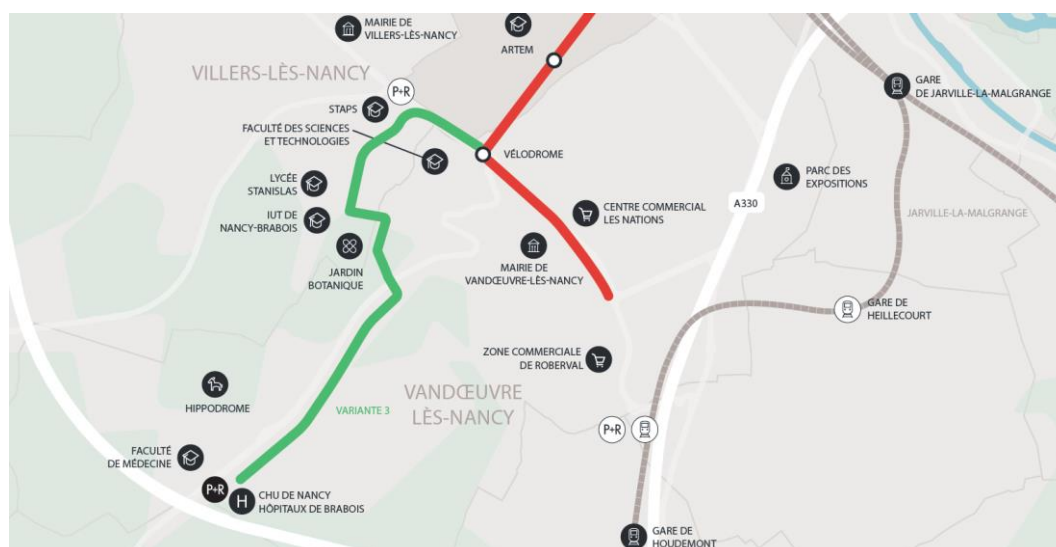 MAIRIE DE
VILLERS-LÈS-NANCY
ARTEM
VILLERS-LÈS-NANCY
P+R
STAPS
FACULTÉ DES SCIENCES
ET TECHNOLOGIES
VÉLODROME
GARE
DE JARVILLE-LA-MALGRANGE
LYCÉE
STANISLAS
IUT DE
NANCY-BRABOIS
JARDIN
BOTANIQUE
CENTRE COMMERCIAL
LES NATIONS
MAIRIE DE
VANDŒUVRE-LÈS-NANCY
PARC DES
EXPOSITIONS
A330
JARVILLE-LA-MALGRANGE
GARE DE
HEILLECOURT
ZONE COMMERCIALE
DE ROBERVAL
HIPPODROME
VARIANTE 3
VANDŒUVRE
LÈS-NANCY
P+R
FACULTÉ
DE MÉDECINE
P+R
H
CHU DE NANCY
HÔPITAUX DE BRABOIS
GARE DE
HOUDEMONT